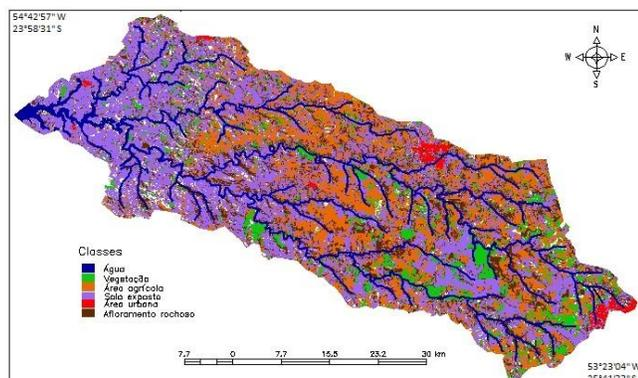 54°42'57" W
23°58'31" S
N
W E
S
Classes
Água
Vegetação
Área agrícola
Solo exposto
Área urbana
Afloramento rochoso
7.7 0 7.7 15.5 23.2 30 km
53°23'04" W